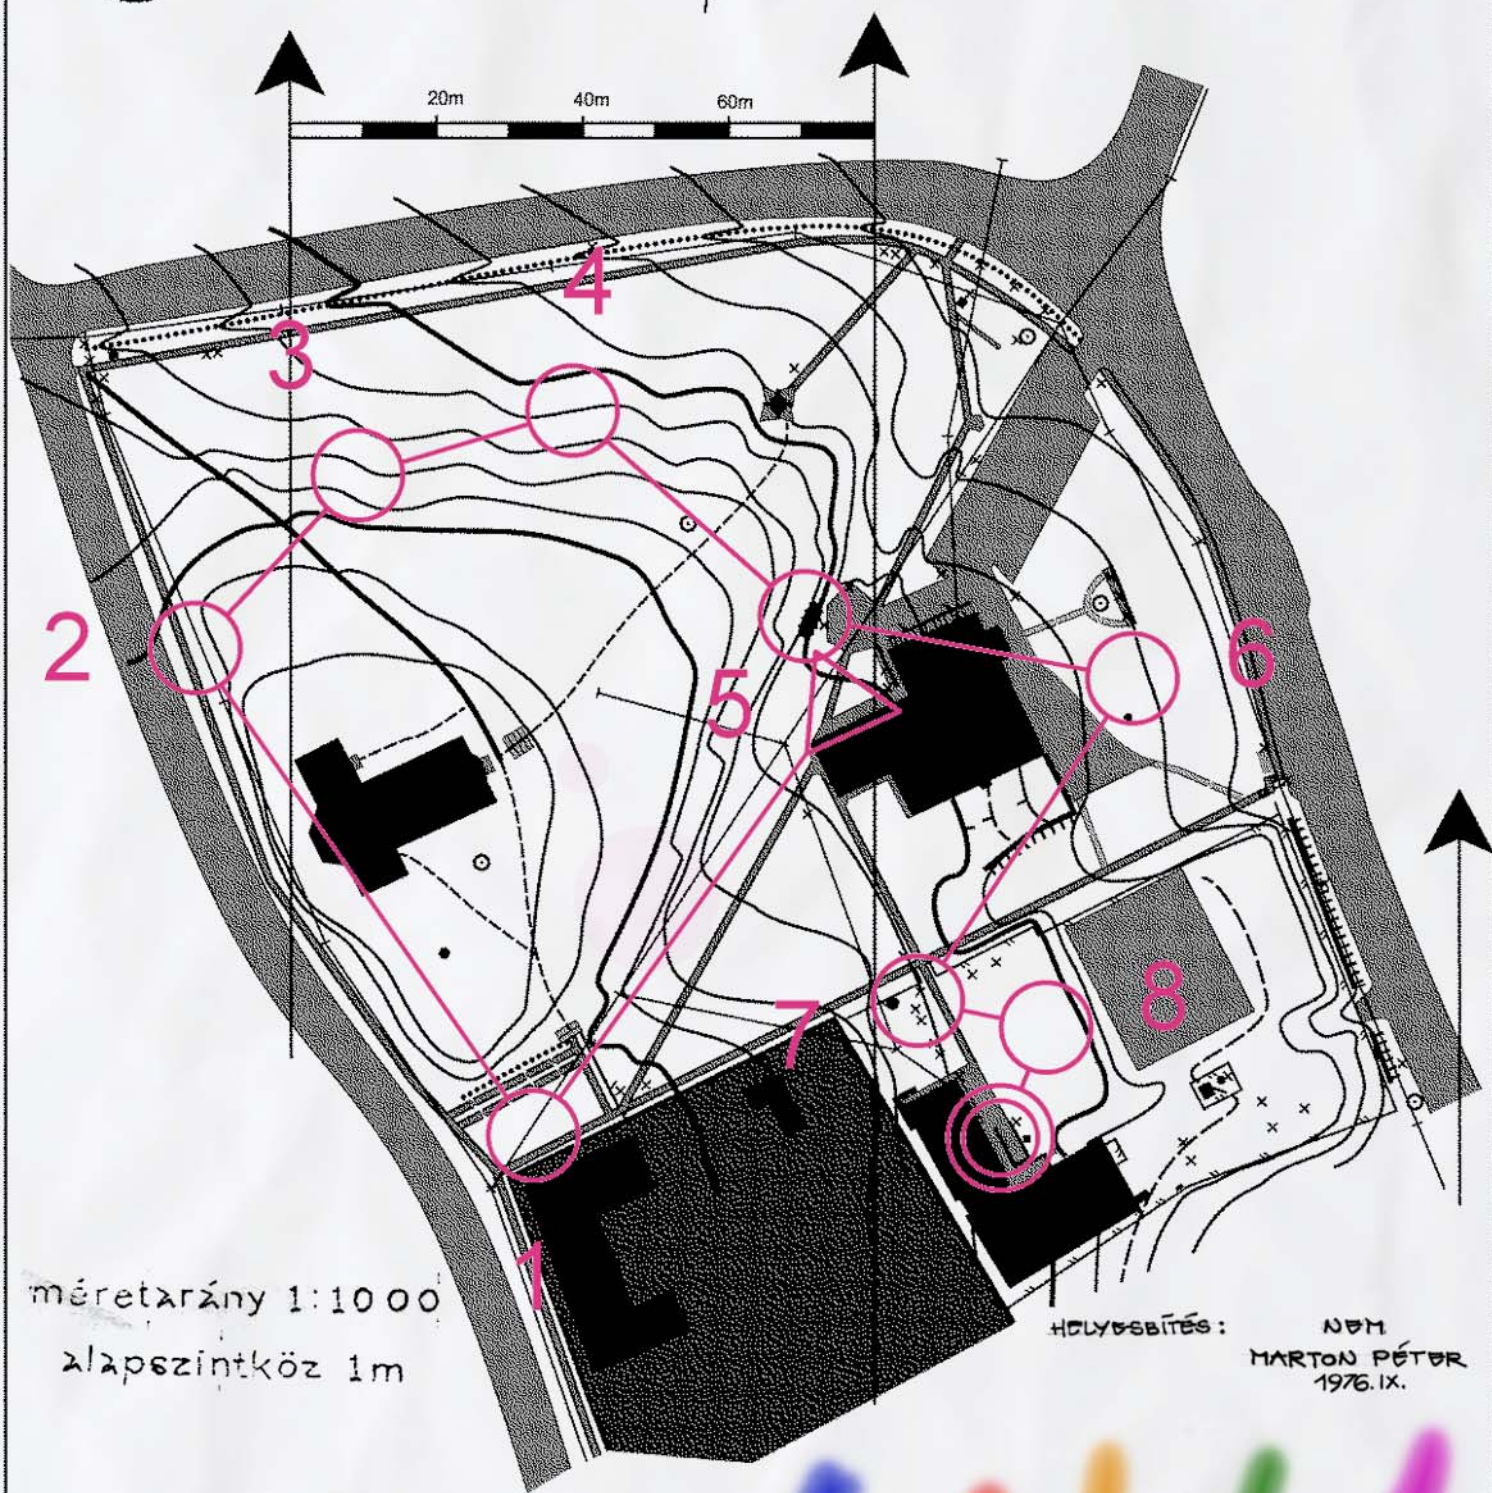 20m 40m 60m
4
3
2
6
5
8
7
1
méretarány 1:1000
alapszintköz 1m
HELYESBÍTÉS: NEM
MARTON PÉTER
1976.IX.